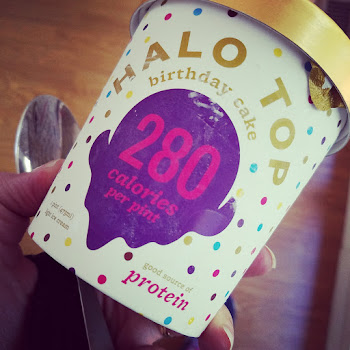 HALO TOP
birthday cake
280
calories
per pint
good source of
protein